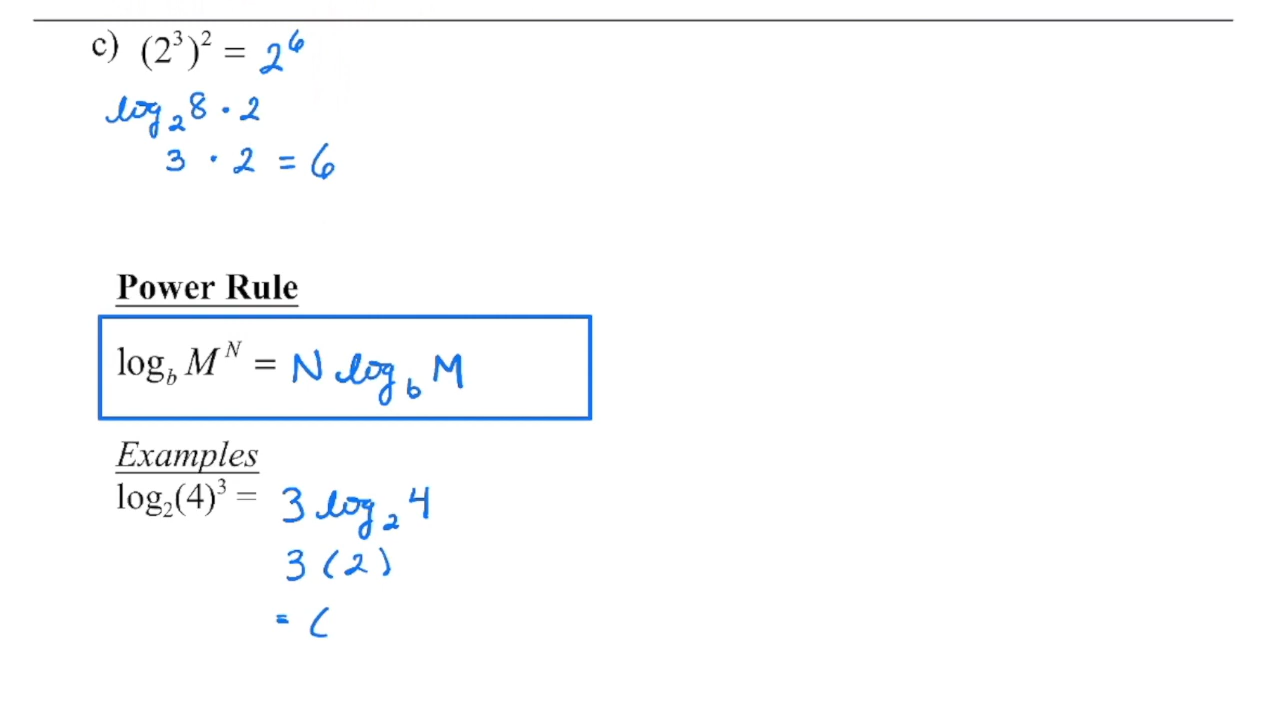 c) (2³)² = 2⁶
log₂8 · 2
3 · 2 = 6
Power Rule
log_b M^N = N log_b M
Examples
log₂(4)³ = 3 log₂4
3 (2)
= (